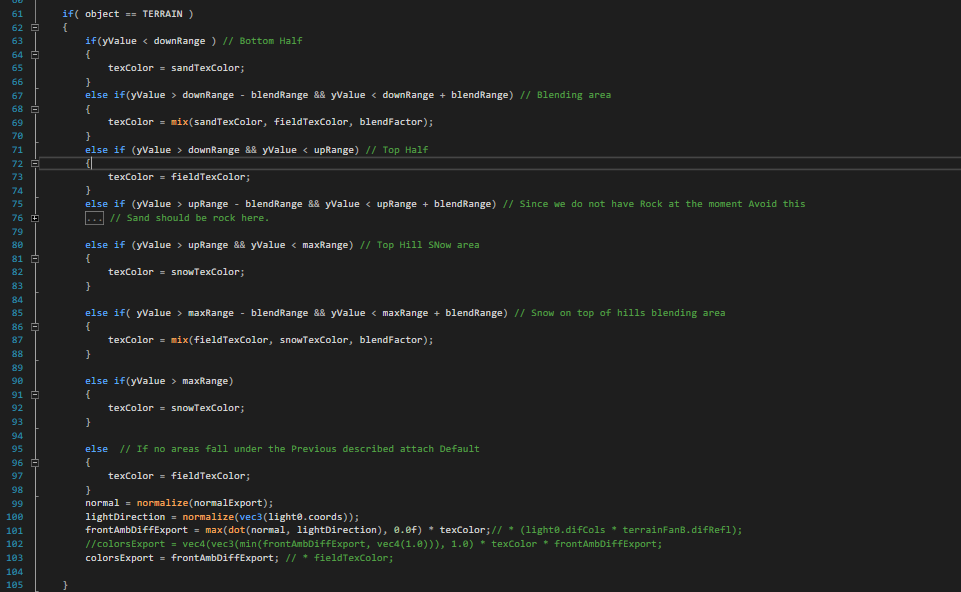 60
61 if( object == TERRAIN )
62 {
63 if(yValue < downRange ) // Bottom Half
64 {
65 texColor = sandTexColor;
66 }
67 else if(yValue > downRange - blendRange && yValue < downRange + blendRange) // Blending area
68 {
69 texColor = mix(sandTexColor, fieldTexColor, blendFactor);
70 }
71 else if (yValue > downRange && yValue < upRange) // Top Half
72 {
73 texColor = fieldTexColor;
74 }
75 else if (yValue > upRange - blendRange && yValue < upRange + blendRange) // Since we do not have Rock at the moment Avoid this
76 ... // Sand should be rock here.
79
80 else if (yValue > upRange && yValue < maxRange) // Top Hill SNow area
81 {
82 texColor = snowTexColor;
83 }
84
85 else if( yValue > maxRange - blendRange && yValue < maxRange + blendRange) // Snow on top of hills blending area
86 {
87 texColor = mix(fieldTexColor, snowTexColor, blendFactor);
88 }
89
90 else if(yValue > maxRange)
91 {
92 texColor = snowTexColor;
93 }
94
95 else // If no areas fall under the Previous described attach Default
96 {
97 texColor = fieldTexColor;
98 }
99 normal = normalize(normalExport);
100 lightDirection = normalize(vec3(light0.coords));
101 frontAmbDiffExport = max(dot(normal, lightDirection), 0.0f) * texColor;// * (light0.difCols * terrainFanB.difRefl);
102 //colorsExport = vec4(vec3(min(frontAmbDiffExport, vec4(1.0))), 1.0) * texColor * frontAmbDiffExport;
103 colorsExport = frontAmbDiffExport; // * fieldTexColor;
104
105 }